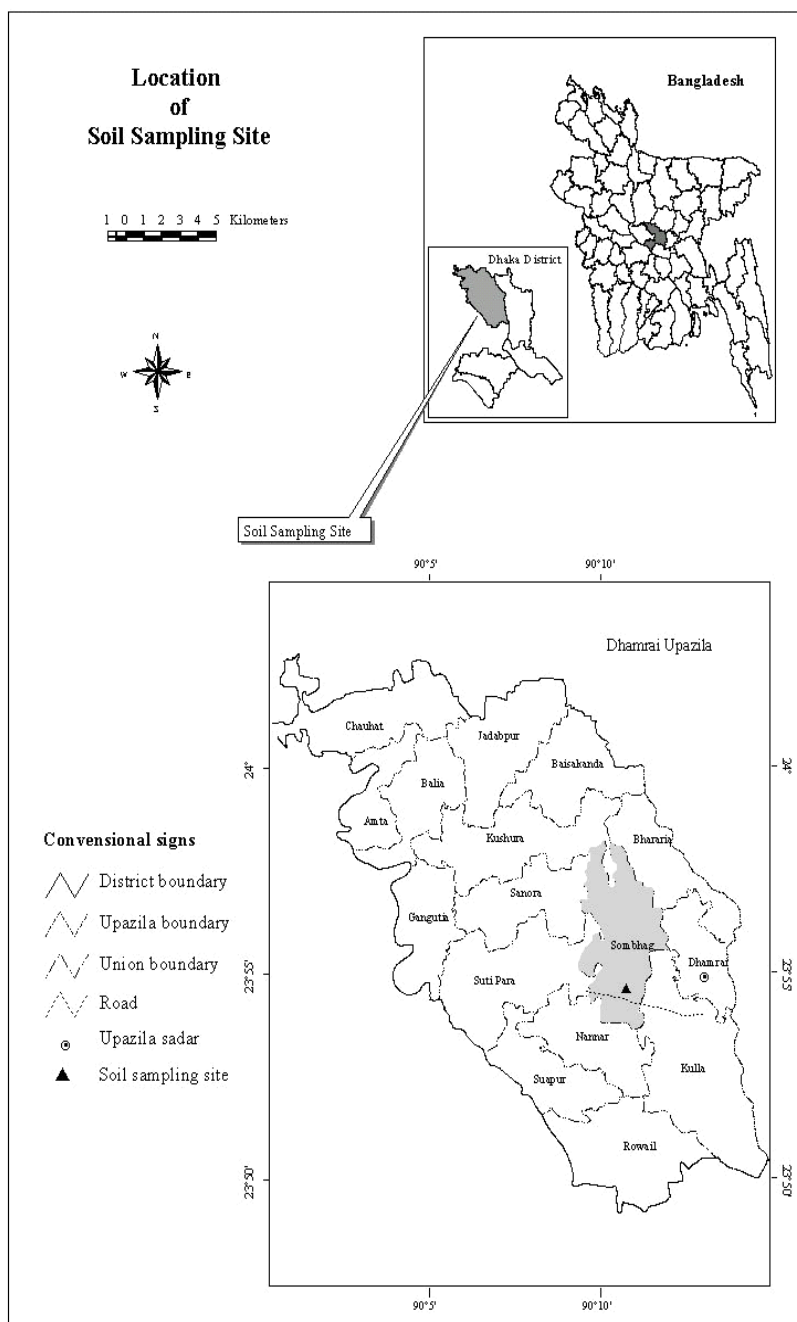 Location
of
Soil Sampling Site
Bangladesh
1 0 1 2 3 4 5 Kilometers
Dhaka District
N
W E
S
Soil Sampling Site
90°5' 90°10'
Dhamrai Upazila
Chauhat
Jadabpur
Baisakanda
24° 24°
Balia
Amta
Kushura
Bhararia
Sanora
Gangutia
Sombhag
Dhamrai
23°55' 23°55'
Suti Para
Nannar
Kulla
Suapur
Rowail
23°50' 23°50'
90°5' 90°10'
Convensional signs
District boundary
Upazila boundary
Union boundary
Road
Upazila sadar
Soil sampling site